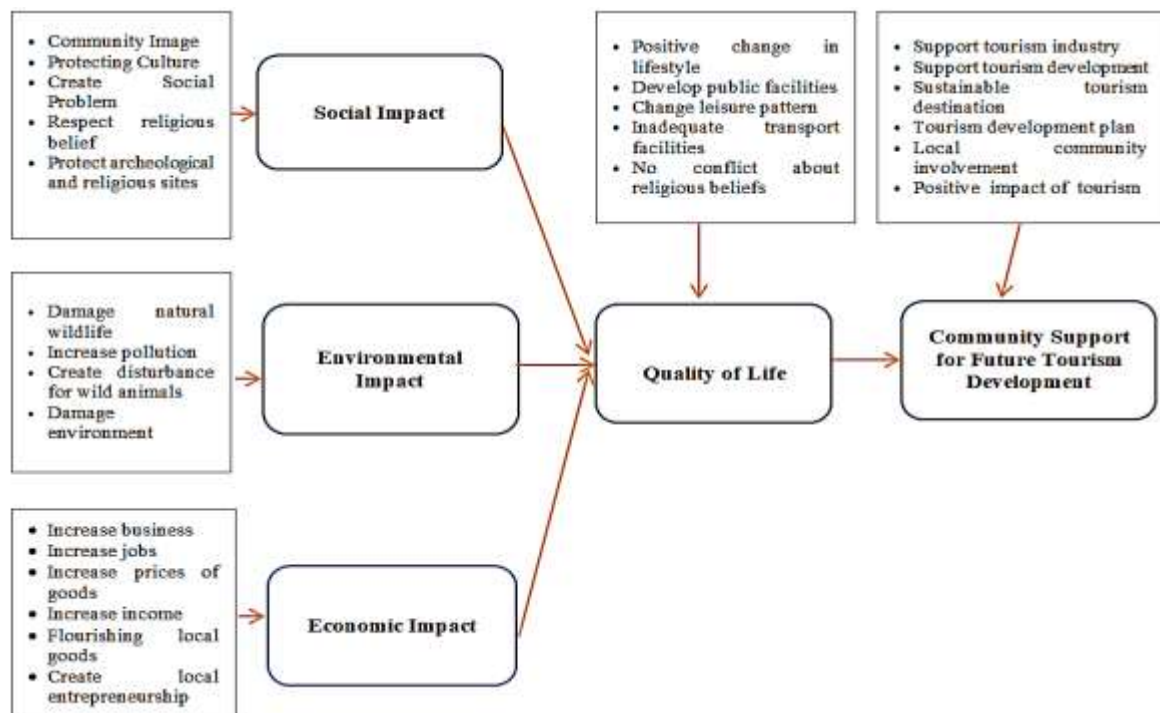 • Community Image
• Protecting Culture
• Create Social
Problem
• Respect religious
belief
• Protect archeological
and religious sites
Social Impact
• Positive change in
lifestyle
• Develop public facilities
• Change leisure pattern
• Inadequate transport
facilities
• No conflict about
religious beliefs
• Support tourism industry
• Support tourism development
• Sustainable tourism
destination
• Tourism development plan
• Local community
involvement
• Positive impact of tourism
• Damage natural
wildlife
• Increase pollution
• Create disturbance
for wild animals
• Damage
environment
Environmental
Impact
Quality of Life
Community Support
for Future Tourism
Development
• Increase business
• Increase jobs
• Increase prices of
goods
• Increase income
• Flourishing local
goods
• Create local
entrepreneurship
Economic Impact